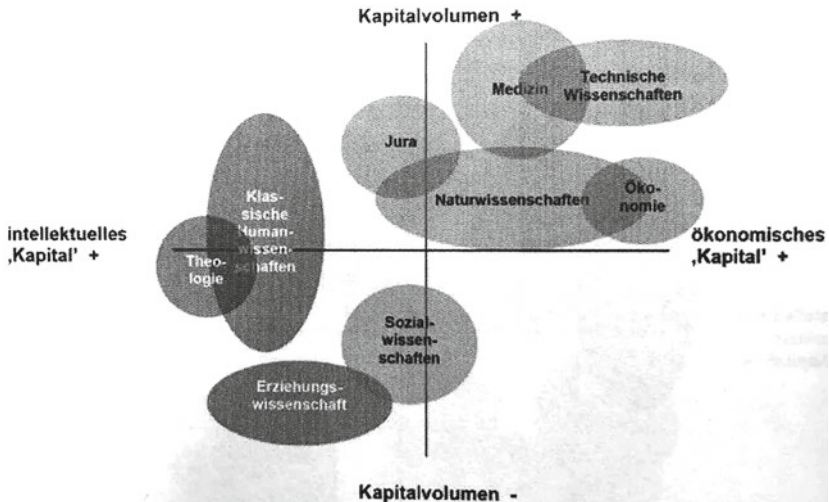 Kapitalvolumen +
Technische
Wissenschaften
Medizin
Jura
Klas-
sische
Human-
wissen-
schaften
Naturwissenschaften
Öko-
nomie
intellektuelles
‚Kapital' +
ökonomisches
‚Kapital' +
Theo-
logie
Sozial-
wissen-
schaften
Erziehungs-
wissenschaft
Kapitalvolumen -